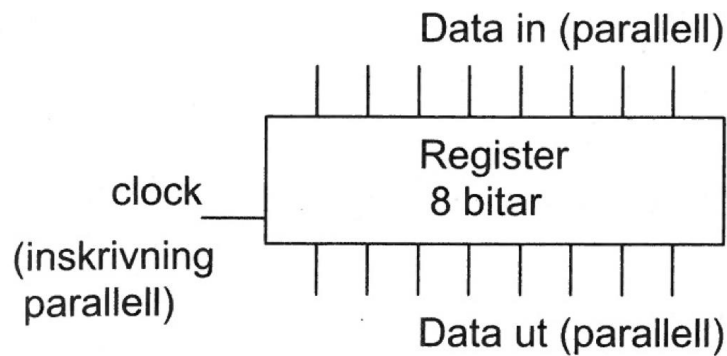 Data in (parallell)
Register
8 bitar
clock
(inskrivning
parallell)
Data ut (parallell)